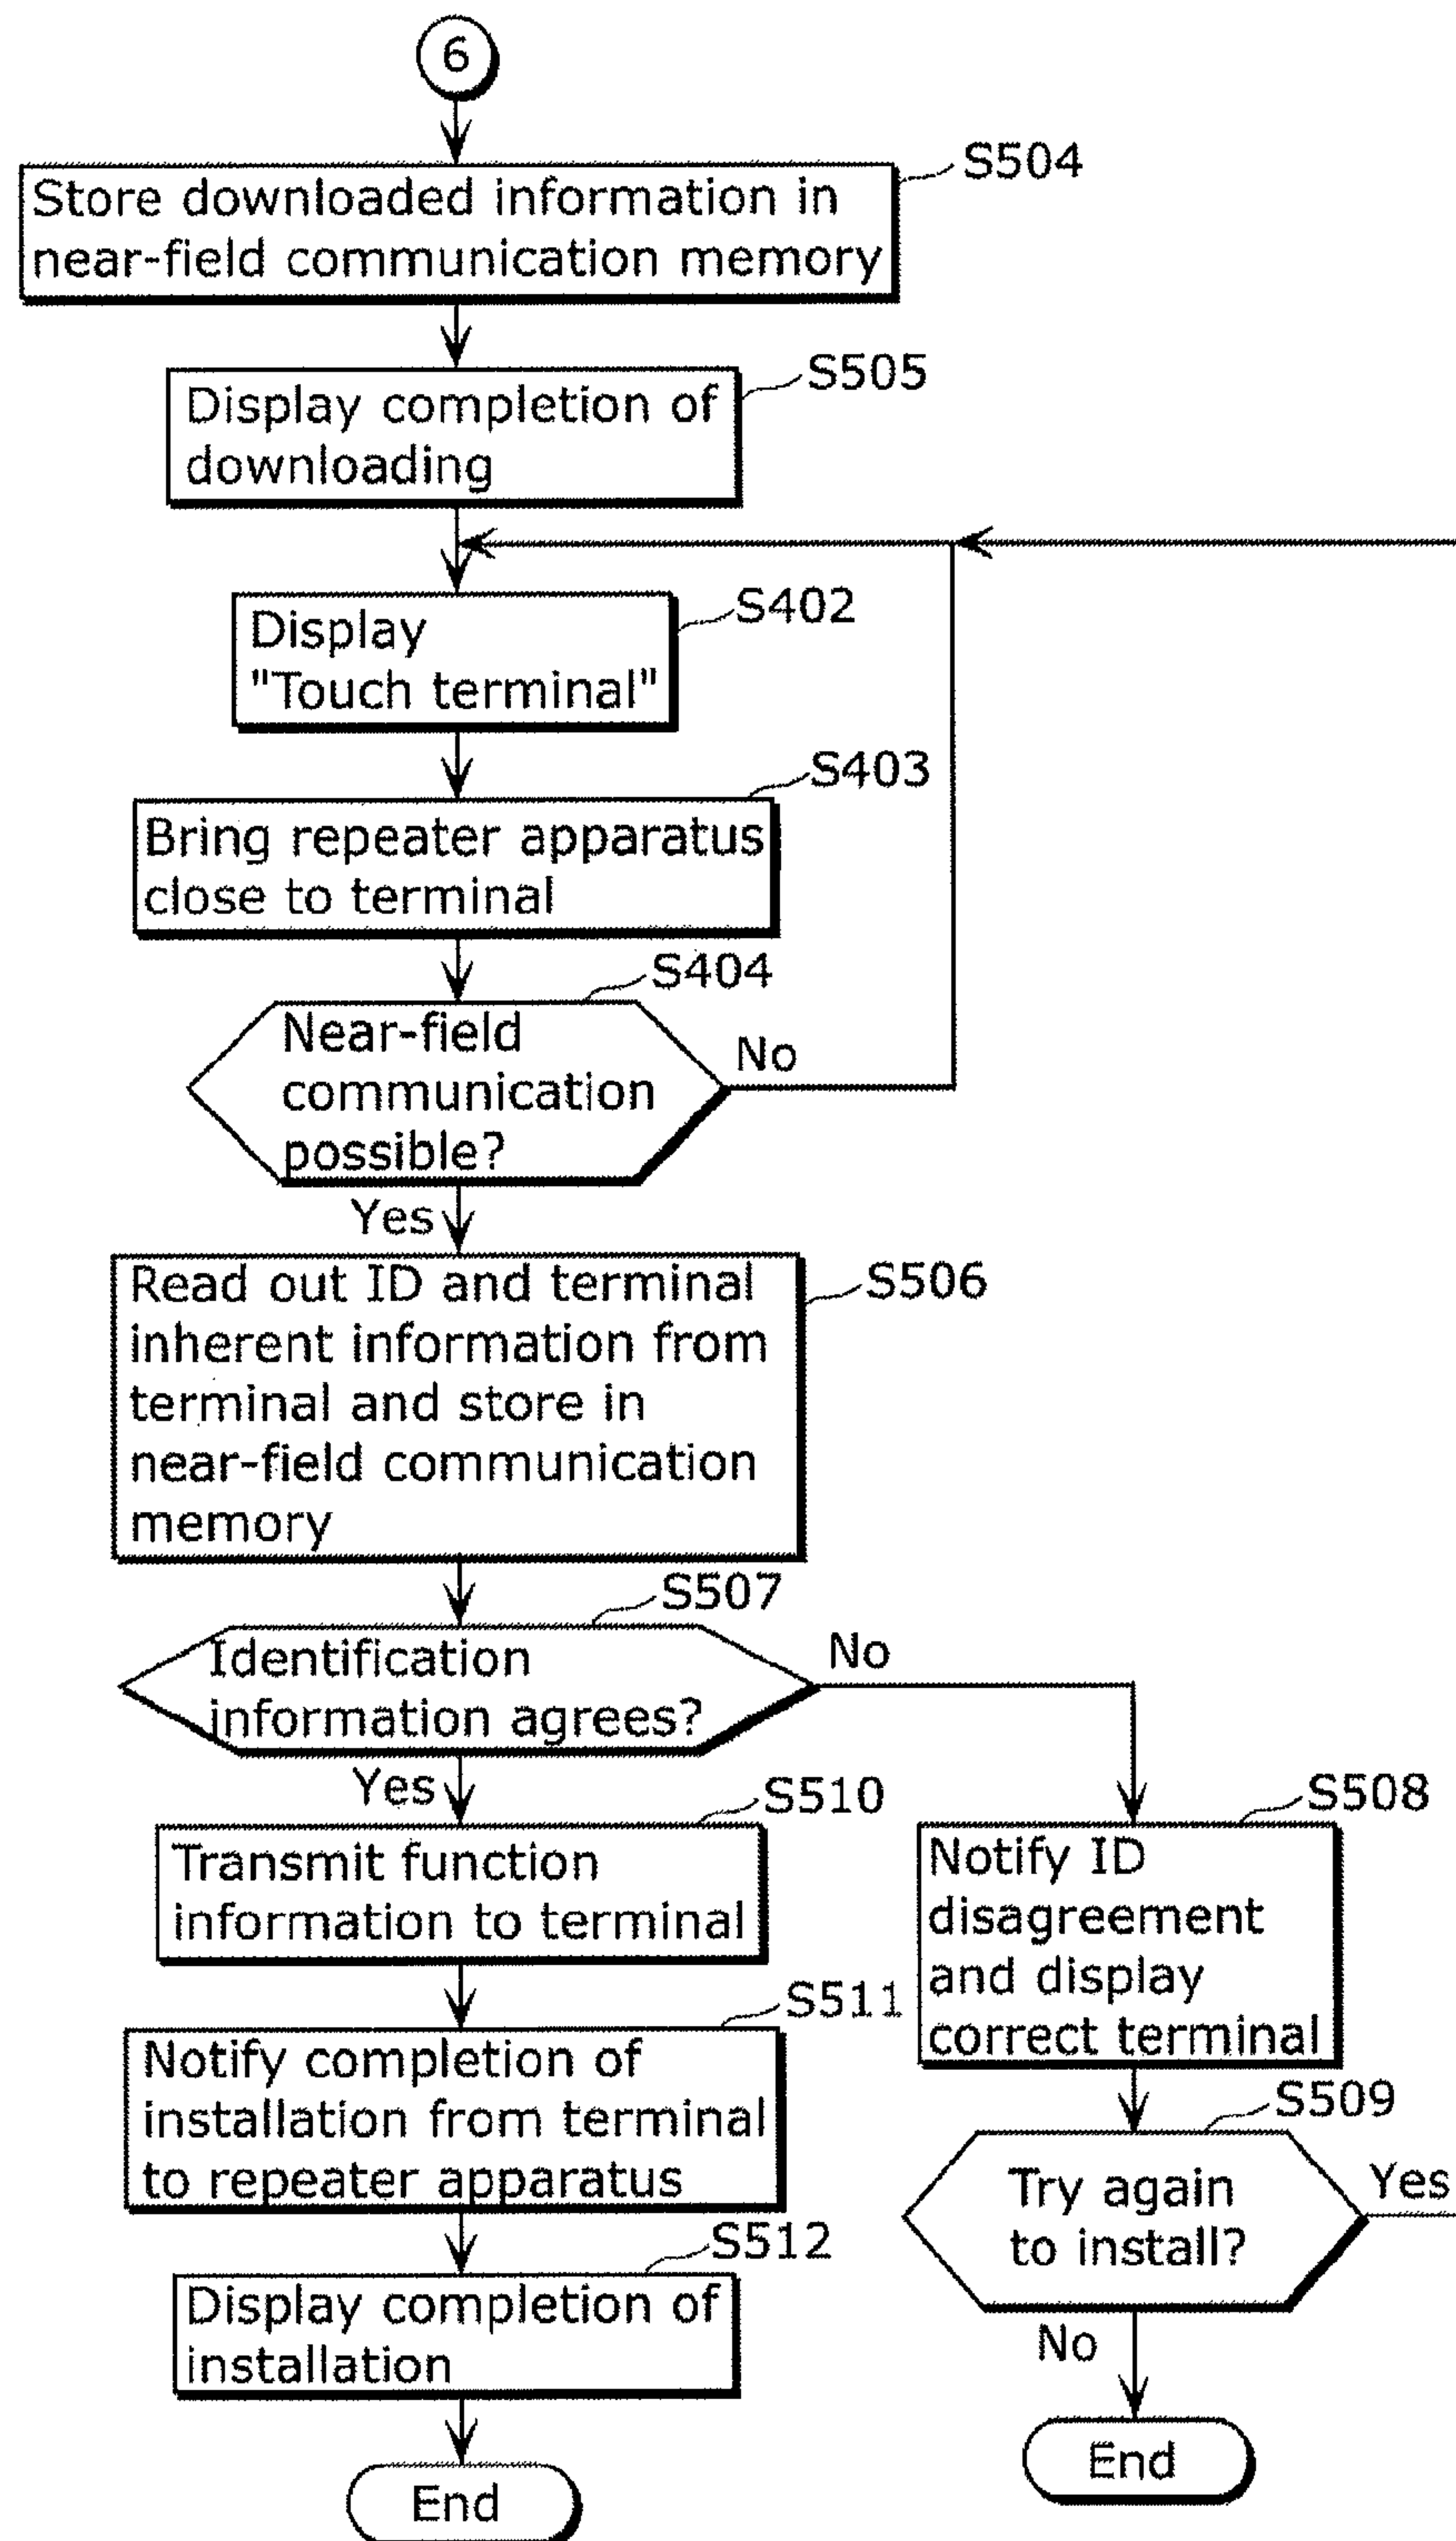 6
S504
Store downloaded information in
near-field communication memory
S505
Display completion of
downloading
S402
Display
"Touch terminal"
S403
Bring repeater apparatus
close to terminal
S404
Near-field
communication
possible?
No
Yes
S506
Read out ID and terminal
inherent information from
terminal and store in
near-field communication
memory
S507
Identification
information agrees?
No
Yes
S510
Transmit function
information to terminal
S508
Notify ID
disagreement
and display
correct terminal
S511
Notify completion of
installation from terminal
to repeater apparatus
S509
Try again
to install?
Yes
No
S512
Display completion of
installation
End
End